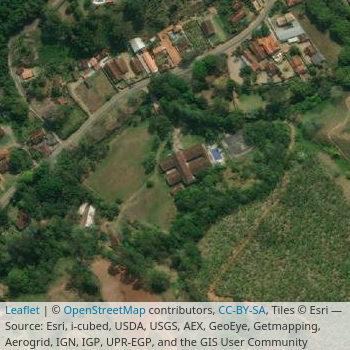 Leaflet | © OpenStreetMap contributors, CC-BY-SA, Tiles © Esri —
Source: Esri, i-cubed, USDA, USGS, AEX, GeoEye, Getmapping,
Aerogrid, IGN, IGP, UPR-EGP, and the GIS User Community